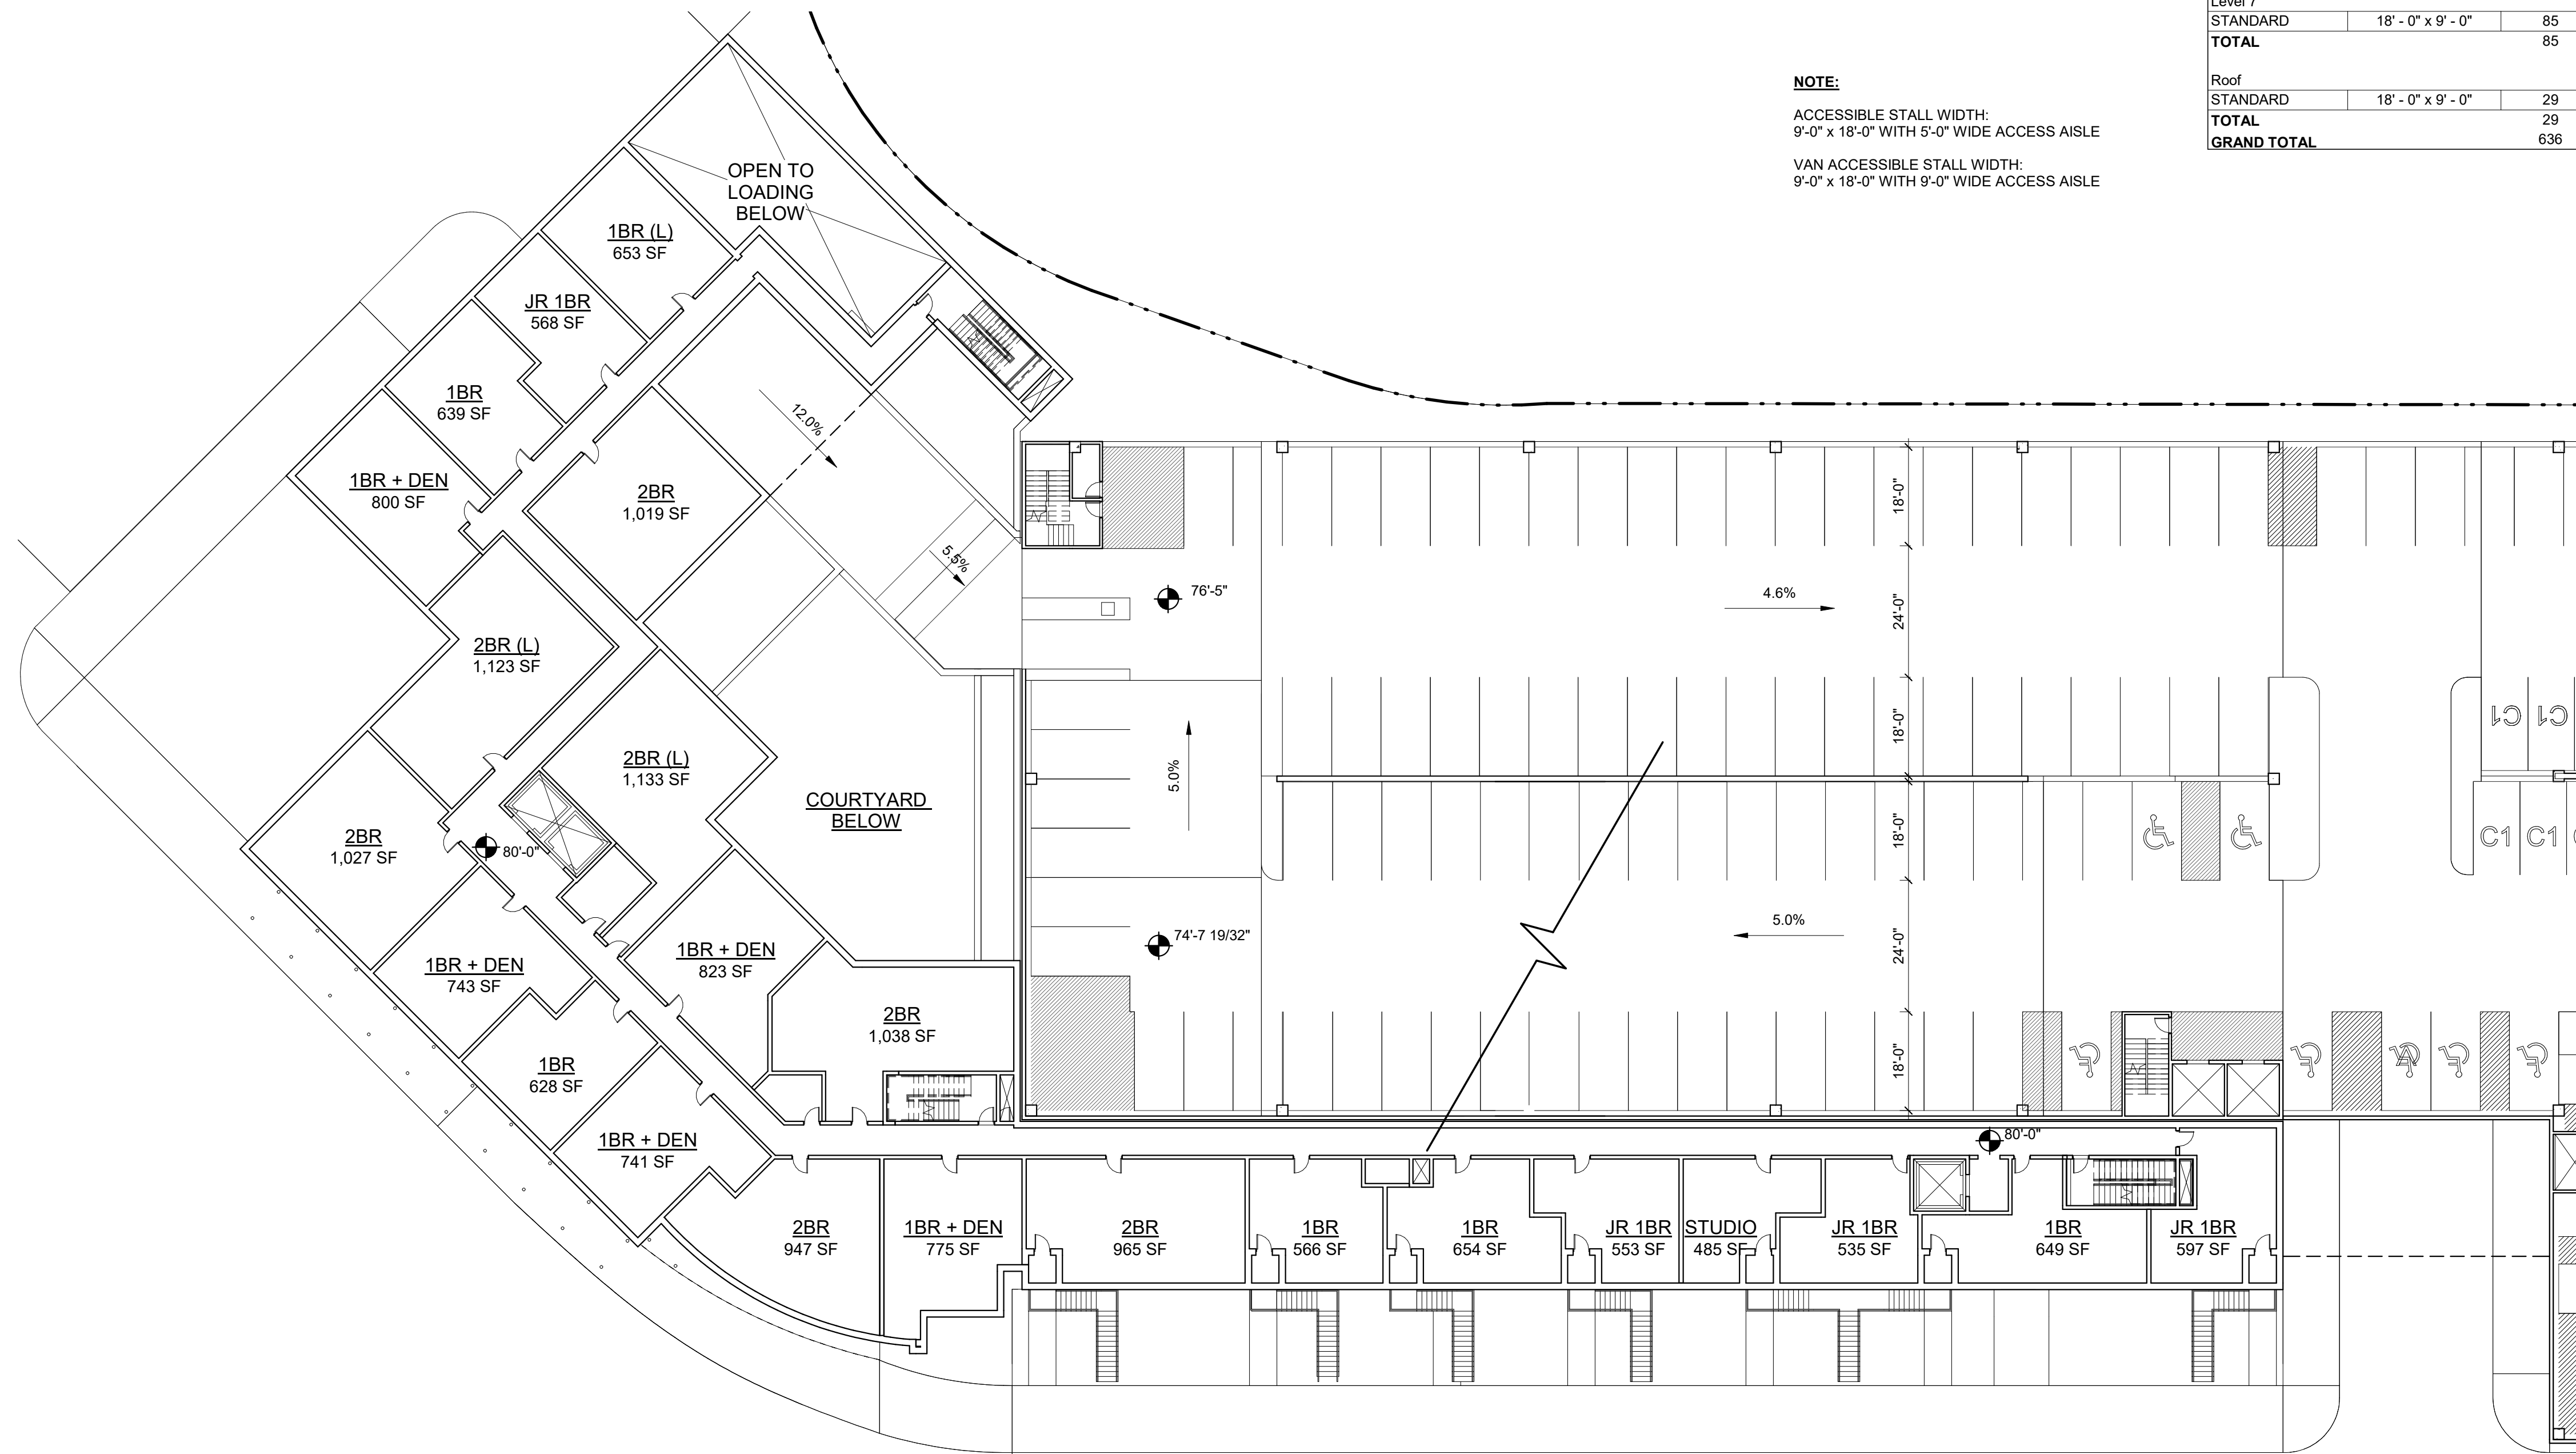 Level 7
STANDARD 18' - 0" x 9' - 0" 85
TOTAL 85
Roof
STANDARD 18' - 0" x 9' - 0" 29
TOTAL 29
GRAND TOTAL 636
NOTE:
ACCESSIBLE STALL WIDTH:
9'-0" x 18'-0" WITH 5'-0" WIDE ACCESS AISLE
VAN ACCESSIBLE STALL WIDTH:
9'-0" x 18'-0" WITH 9'-0" WIDE ACCESS AISLE
OPEN TO
LOADING
BELOW
1BR (L)
653 SF
JR 1BR
568 SF
1BR
639 SF
1BR + DEN
800 SF
2BR
1,019 SF
12.0%
5.5%
2BR (L)
1,123 SF
2BR (L)
1,133 SF
COURTYARD
BELOW
2BR
1,027 SF
80'-0"
1BR + DEN
743 SF
1BR + DEN
823 SF
2BR
1,038 SF
1BR
628 SF
1BR + DEN
741 SF
2BR
947 SF
1BR + DEN
775 SF
2BR
965 SF
1BR
566 SF
1BR
654 SF
JR 1BR
553 SF
STUDIO
485 SF
JR 1BR
535 SF
1BR
649 SF
JR 1BR
597 SF
80'-0"
76'-5"
4.6%
5.0%
74'-7 19/32"
5.0%
18'-0"
24'-0"
18'-0"
18'-0"
24'-0"
18'-0"
C1 C1
C1 C1